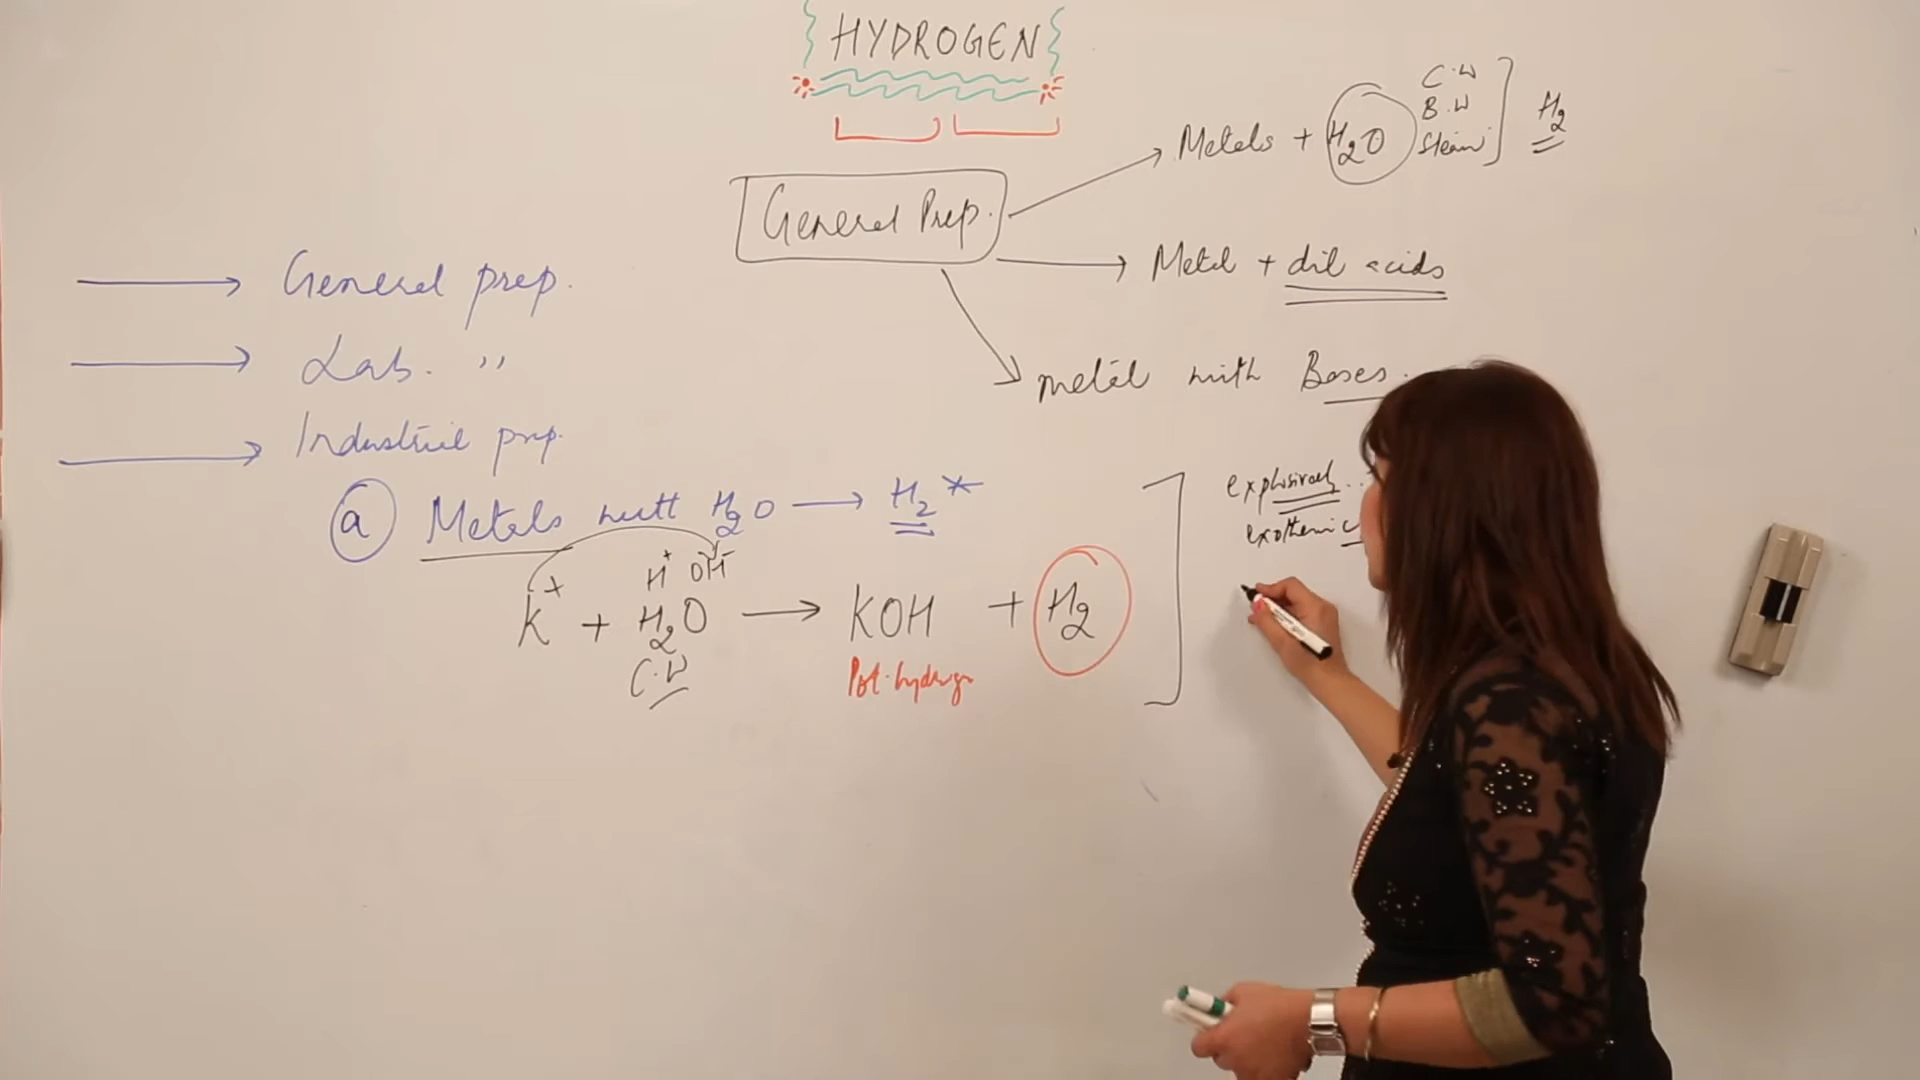 HYDROGEN
General Prep.
Metals + H2O
C.W
B.W
Steam
H2
Metal + dil acids
metal with Bases.
General prep.
Lab. "
Industrial prep.
a Metals with H2O → H2 *
H+ OH-
K+ + H2O → KOH + H2
C.W
Pot.
explosively..
exothermic